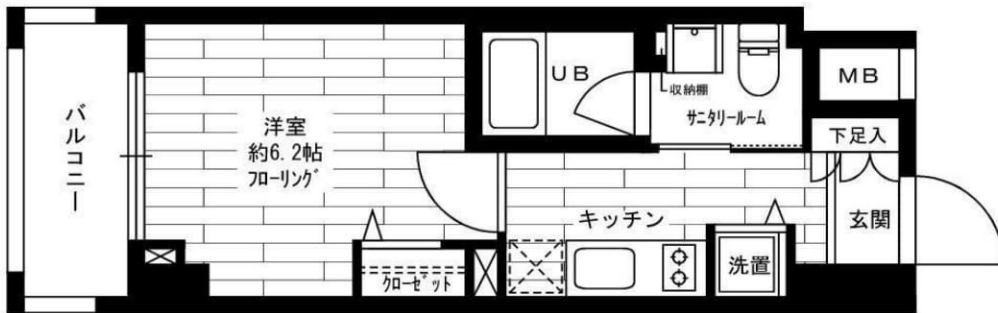 バルコニー
洋室
約6.2帖
フローリング
クローゼット
UB
収納棚
サニタリールーム
MB
下足入
玄関
キッチン
洗置